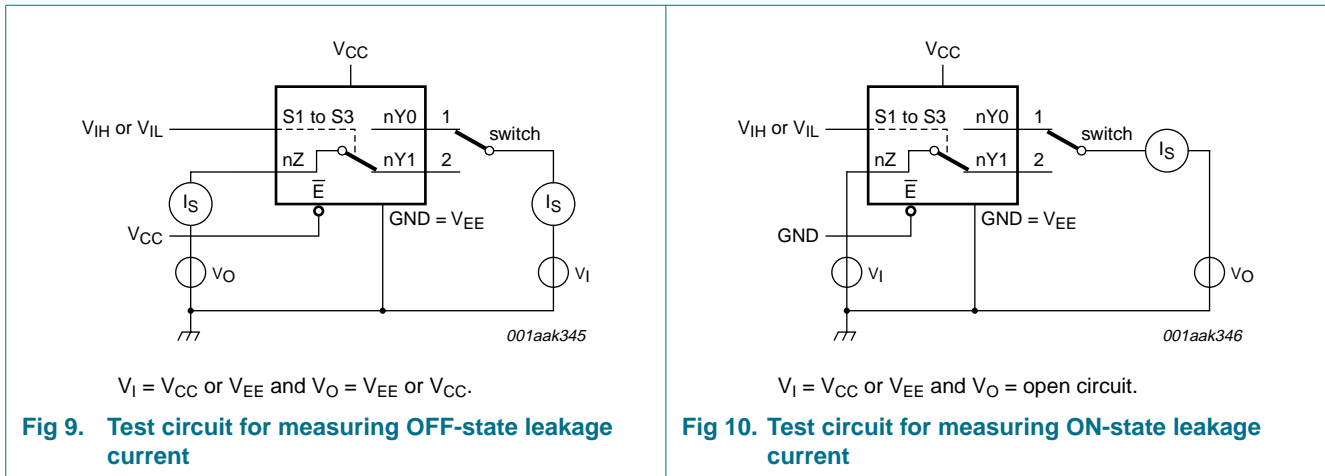 VCC
S1 to S3 nY0 1
VIH or VIL
switch
nZ nY1 2
E̅
IS
IS
GND = VEE
VCC
VO
VI
001aak345
VI = VCC or VEE and VO = VEE or VCC.
Fig 9. Test circuit for measuring OFF-state leakage
current
VCC
S1 to S3 nY0 1
VIH or VIL
switch
IS
nZ nY1 2
E̅
GND = VEE
GND
VI
VO
001aak346
VI = VCC or VEE and VO = open circuit.
Fig 10. Test circuit for measuring ON-state leakage
current